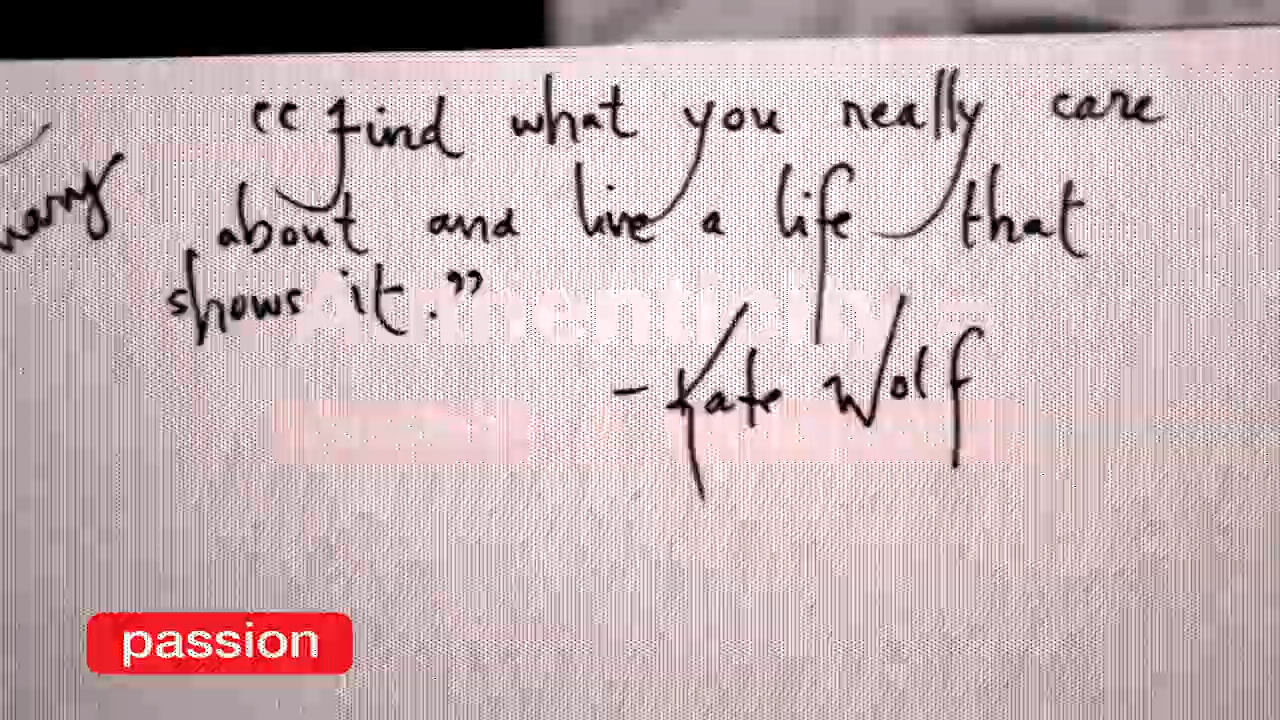 “Find what you really care
about and live a life that
shows it.”
- Kate Wolf
passion